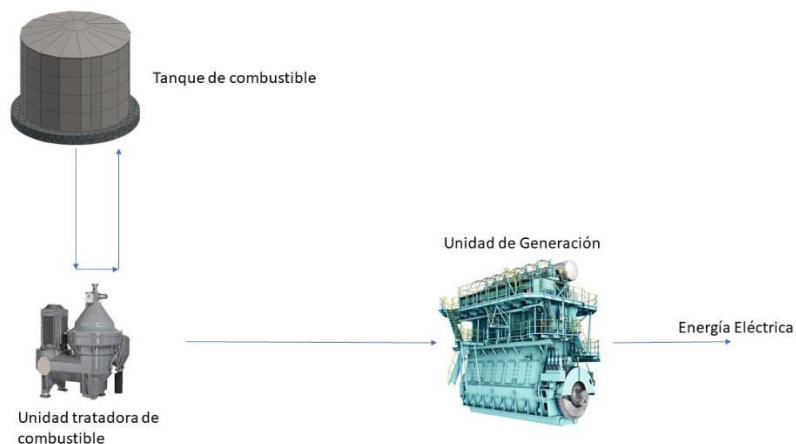 Tanque de combustible
Unidad de Generación
Energía Eléctrica
Unidad tratadora de
combustible